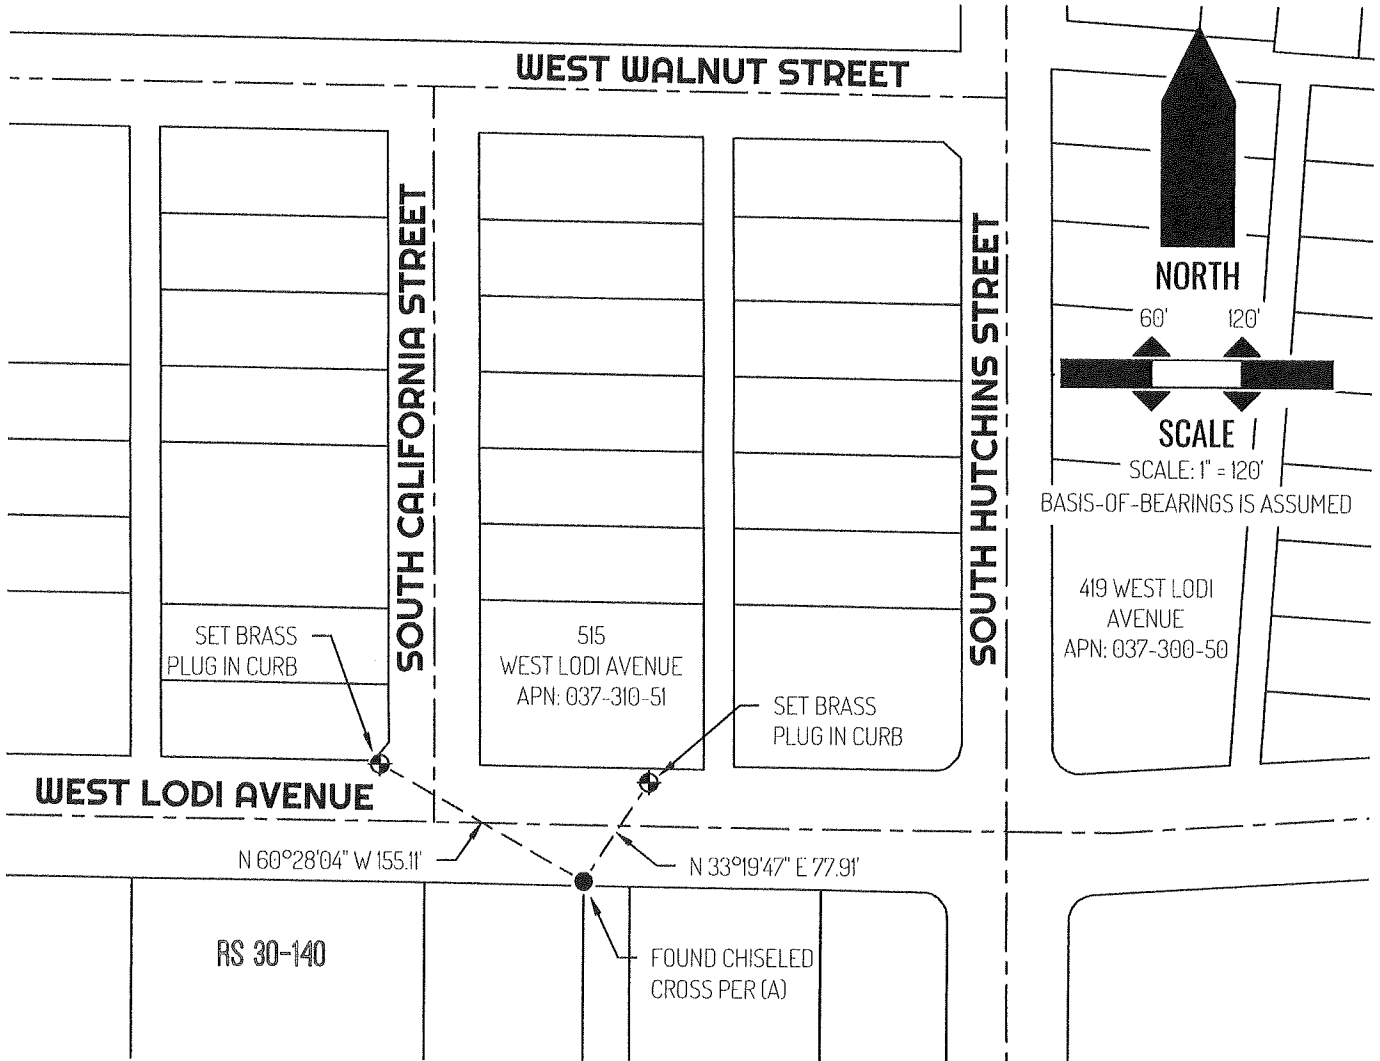 WEST WALNUT STREET
SOUTH CALIFORNIA STREET
SOUTH HUTCHINS STREET
NORTH
60' 120'
SCALE
SCALE: 1" = 120'
BASIS-OF-BEARINGS IS ASSUMED
419 WEST LODI
AVENUE
APN: 037-300-50
SET BRASS
PLUG IN CURB
515
WEST LODI AVENUE
APN: 037-310-51
SET BRASS
PLUG IN CURB
WEST LODI AVENUE
N 60°28'04" W 155.11'
N 33°19'47" E 77.91'
RS 30-140
FOUND CHISELED
CROSS PER (A)